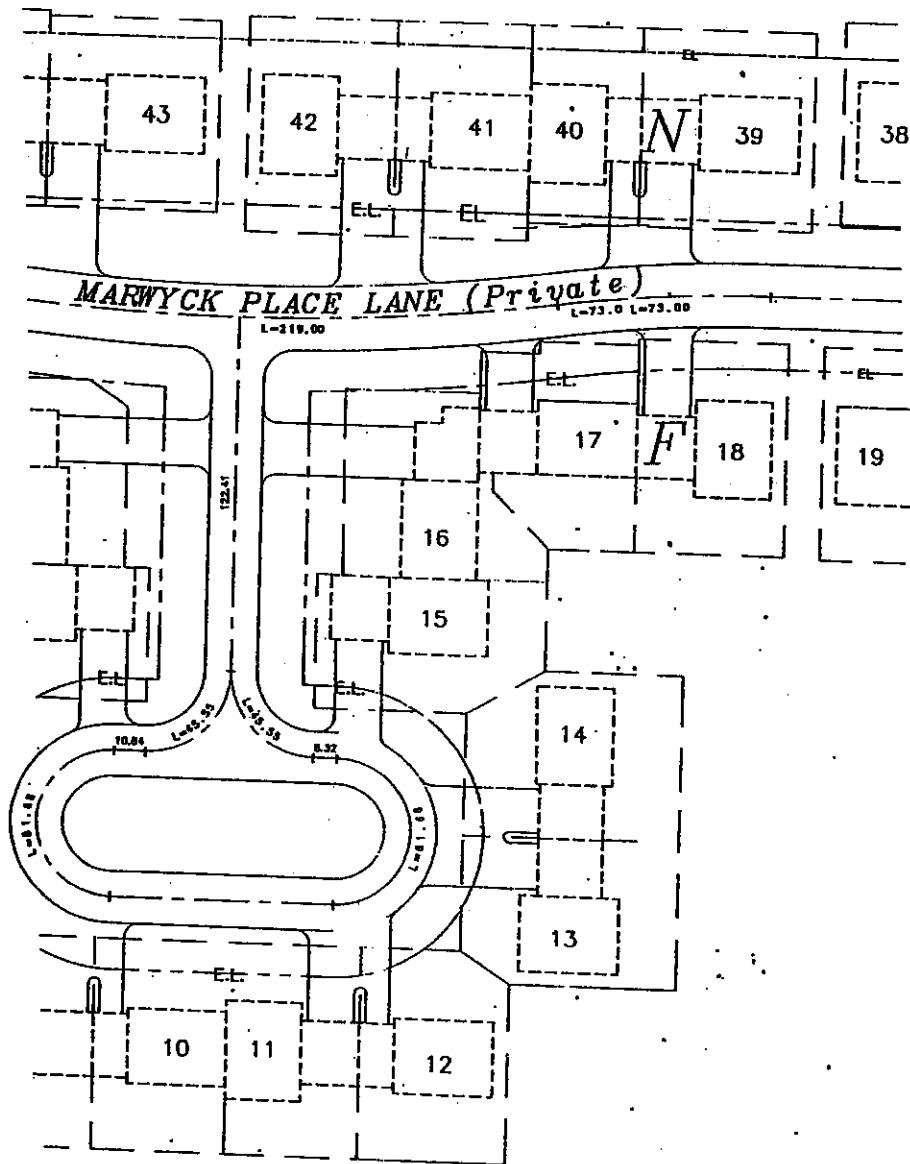 EL
43
42
41
40
N
39
38
E.L.
EL
MARWYCK PLACE LANE (Private)
L=219.00
L=73.0 L=73.00
E.L.
EL
17
F
18
19
122.41
16
15
E.L.
E.L.
L=45.55
L=45.55
10.84
8.32
14
L=61.68
13
E.L.
10
11
12